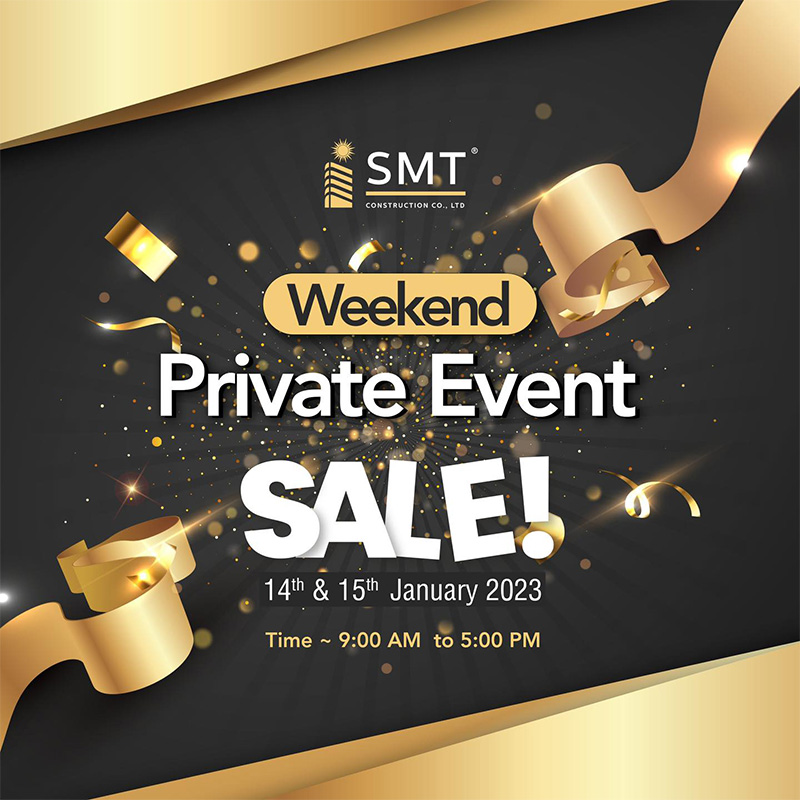 SMT®
CONSTRUCTION CO., LTD
Weekend
Private Event
SALE!
14th & 15th January 2023
Time ~ 9:00 AM to 5:00 PM